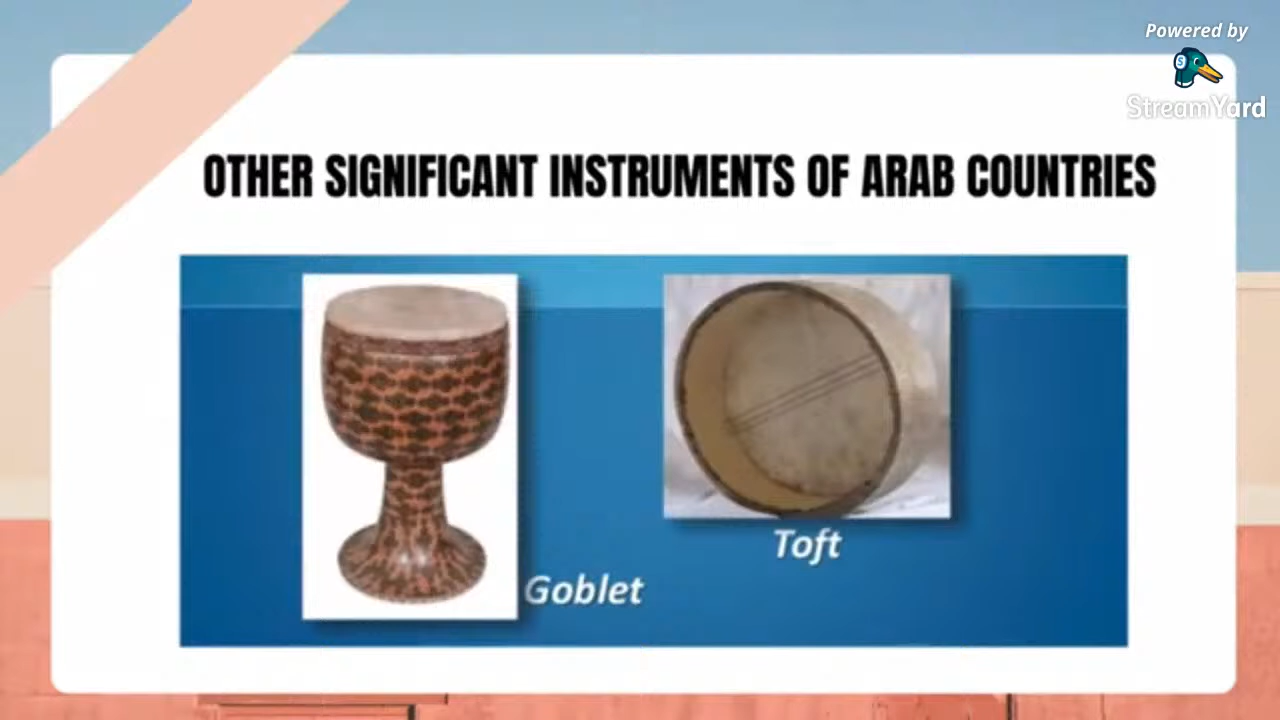 Powered by
StreamYard
OTHER SIGNIFICANT INSTRUMENTS OF ARAB COUNTRIES
Toft
Goblet